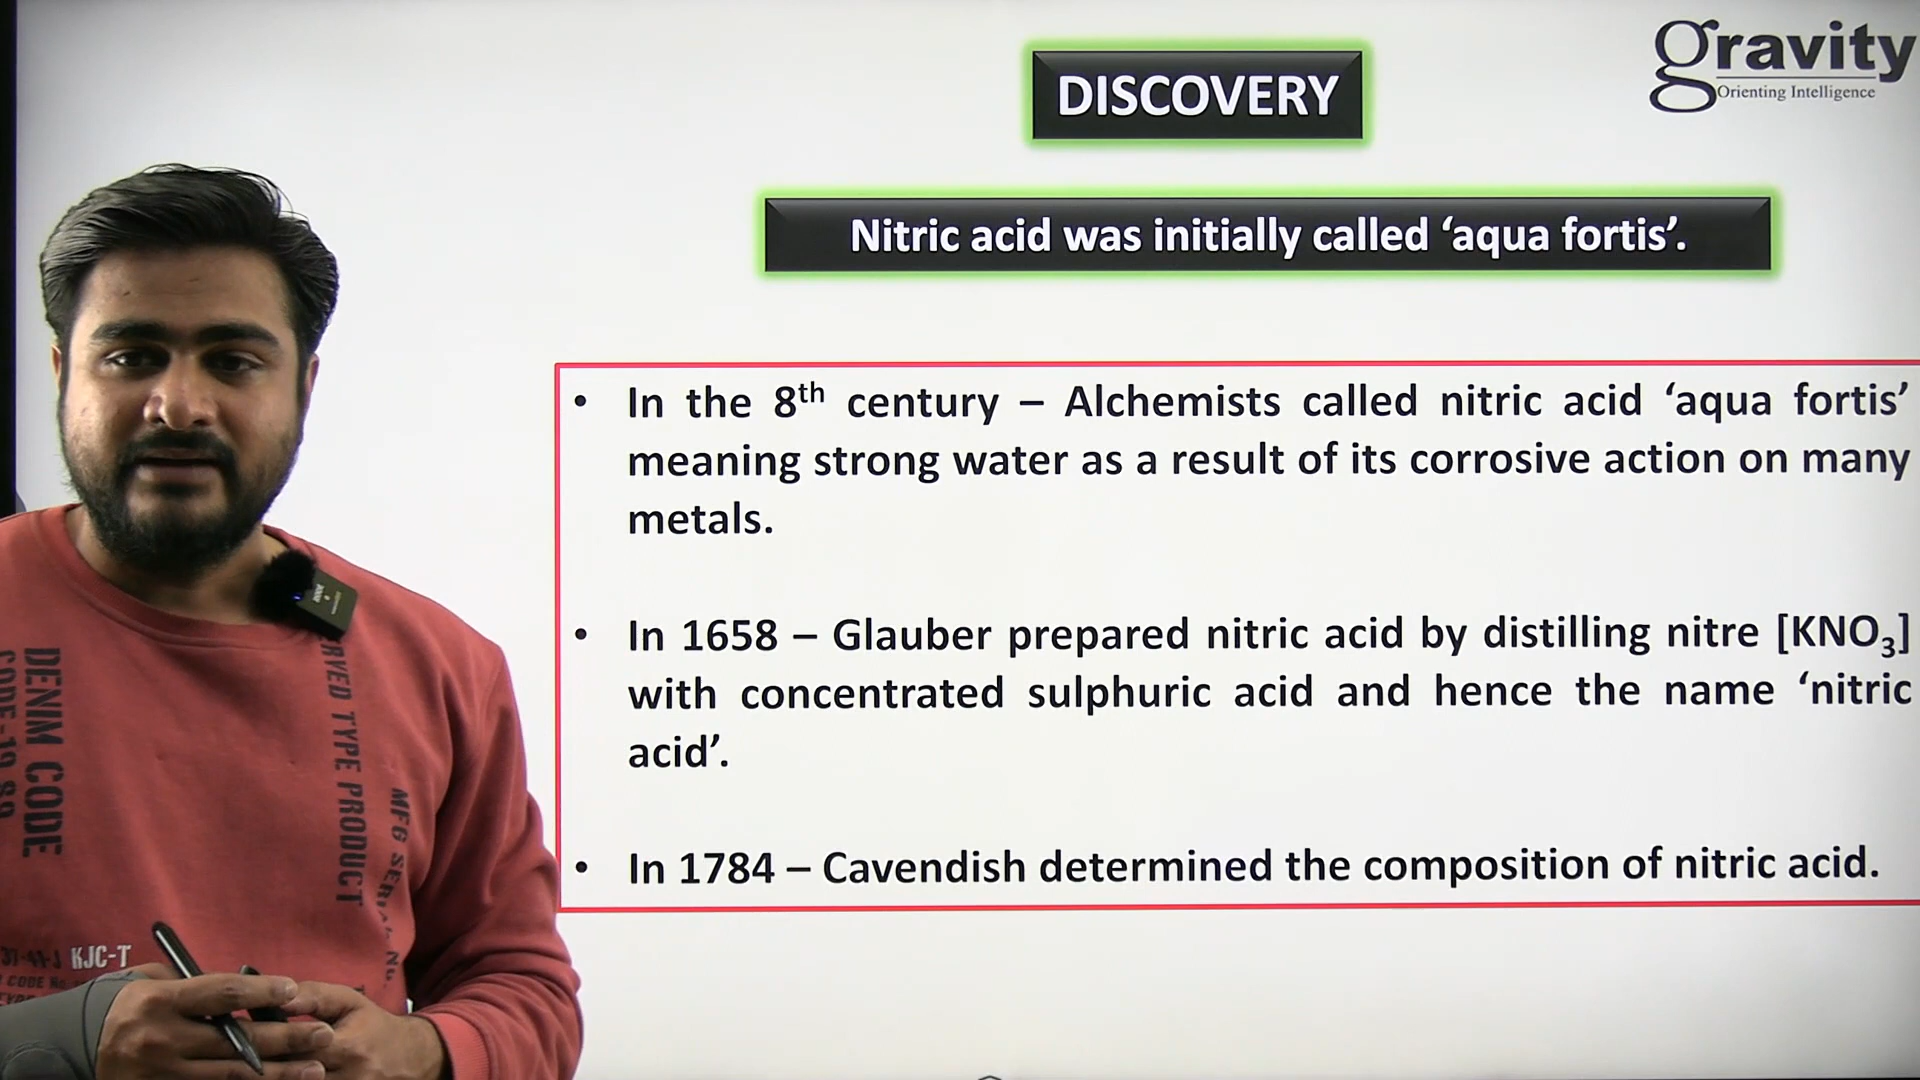 gravity
Orienting Intelligence
DISCOVERY
Nitric acid was initially called ‘aqua fortis’.
• In the 8th century – Alchemists called nitric acid ‘aqua fortis’
meaning strong water as a result of its corrosive action on many
metals.
• In 1658 – Glauber prepared nitric acid by distilling nitre [KNO₃]
with concentrated sulphuric acid and hence the name ‘nitric
acid’.
• In 1784 – Cavendish determined the composition of nitric acid.
DENIM CODE
RVED TYPE PRODUCT
KJC-T